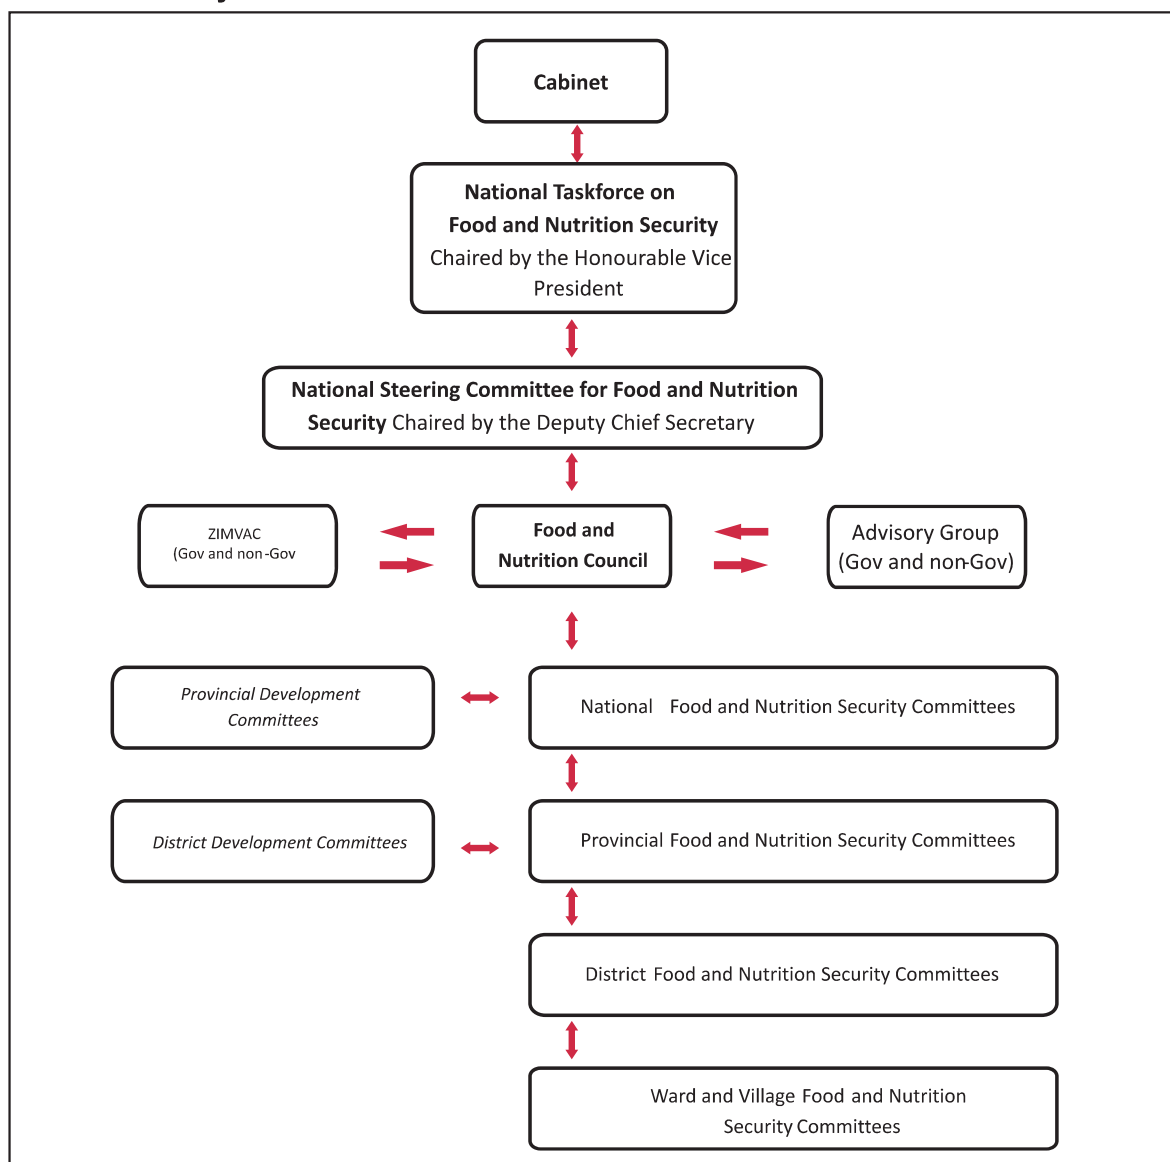 Cabinet
National Taskforce on
Food and Nutrition Security
Chaired by the Honourable Vice
President
National Steering Committee for Food and Nutrition
Security Chaired by the Deputy Chief Secretary
ZIMVAC
(Gov and non-Gov
Food and
Nutrition Council
Advisory Group
(Gov and non-Gov)
Provincial Development
Committees
National Food and Nutrition Security Committees
District Development Committees
Provincial Food and Nutrition Security Committees
District Food and Nutrition Security Committees
Ward and Village Food and Nutrition
Security Committees